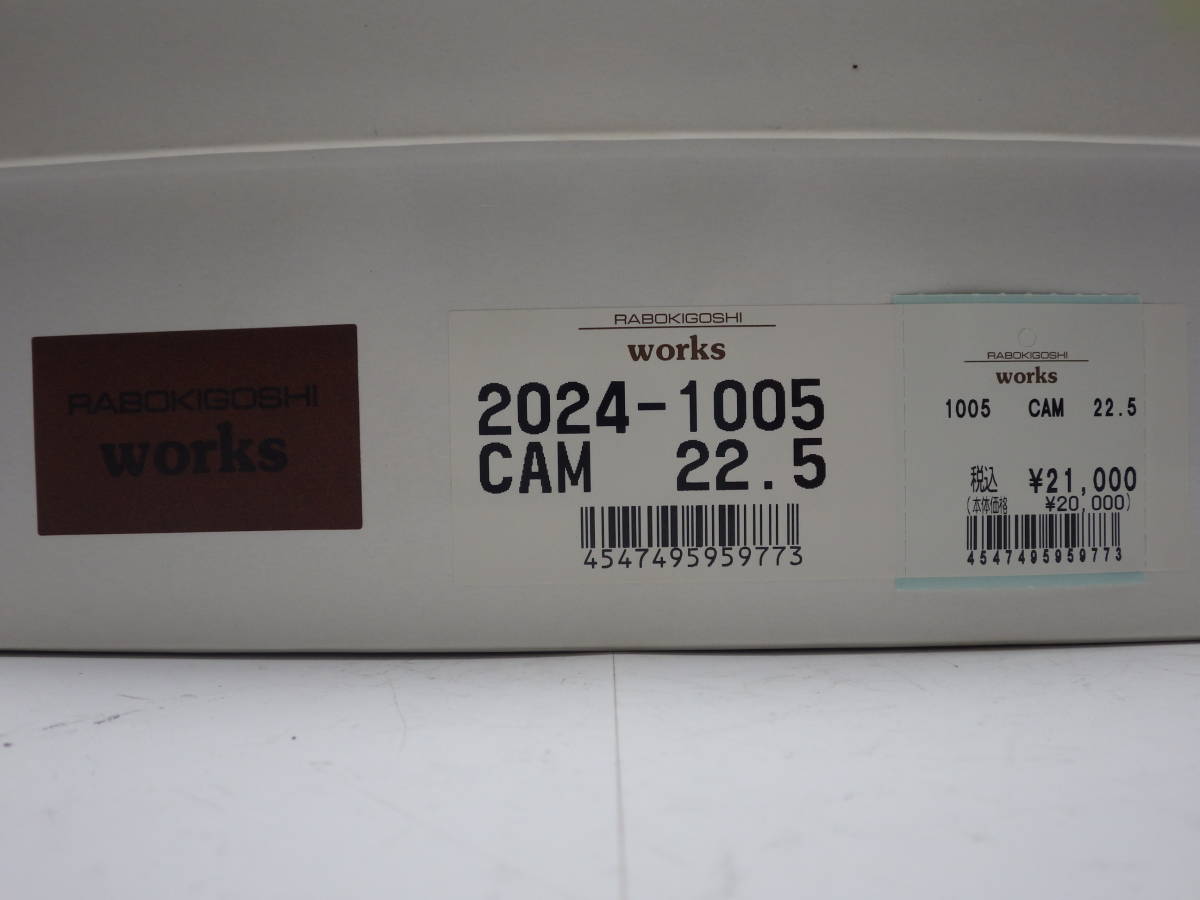 RABOKIGOSHI
works
RABOKIGOSHI
works
2024-1005
CAM 22.5
4547495959773
RABOKIGOSHI
works
1005 CAM 22.5
税込 ¥21,000
(本体価格 ¥20,000)
4547495959773